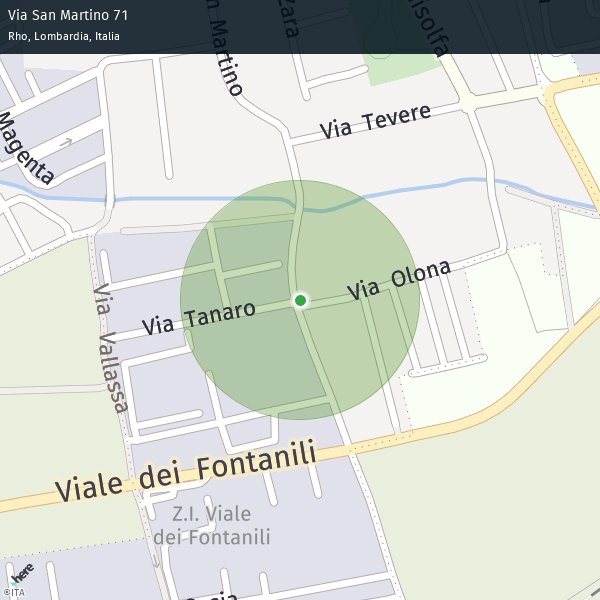 Via San Martino 71
Rho, Lombardia, Italia
Martino
Zara
Magenta
Via Tevere
Via Olona
Via Tanaro
Via Vallassa
Viale dei Fontanili
Z.I. Viale
dei Fontanili
here
©ITA